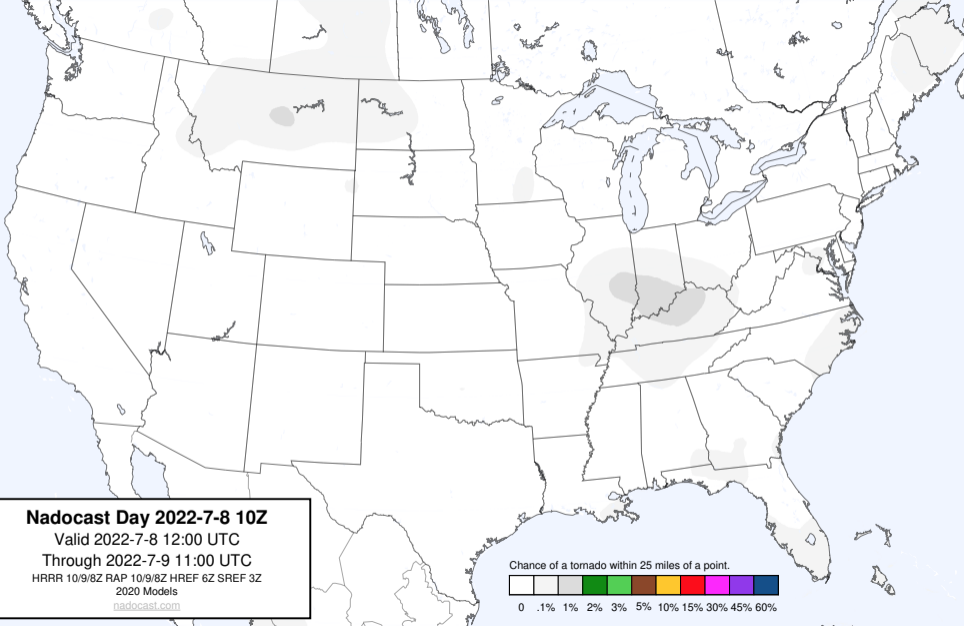 Nadocast Day 2022-7-8 10Z
Valid 2022-7-8 12:00 UTC
Through 2022-7-9 11:00 UTC
HRRR 10/9/8Z RAP 10/9/8Z HREF 6Z SREF 3Z
2020 Models
nadocast.com
Chance of a tornado within 25 miles of a point.
0 .1% 1% 2% 3% 5% 10% 15% 30% 45% 60%